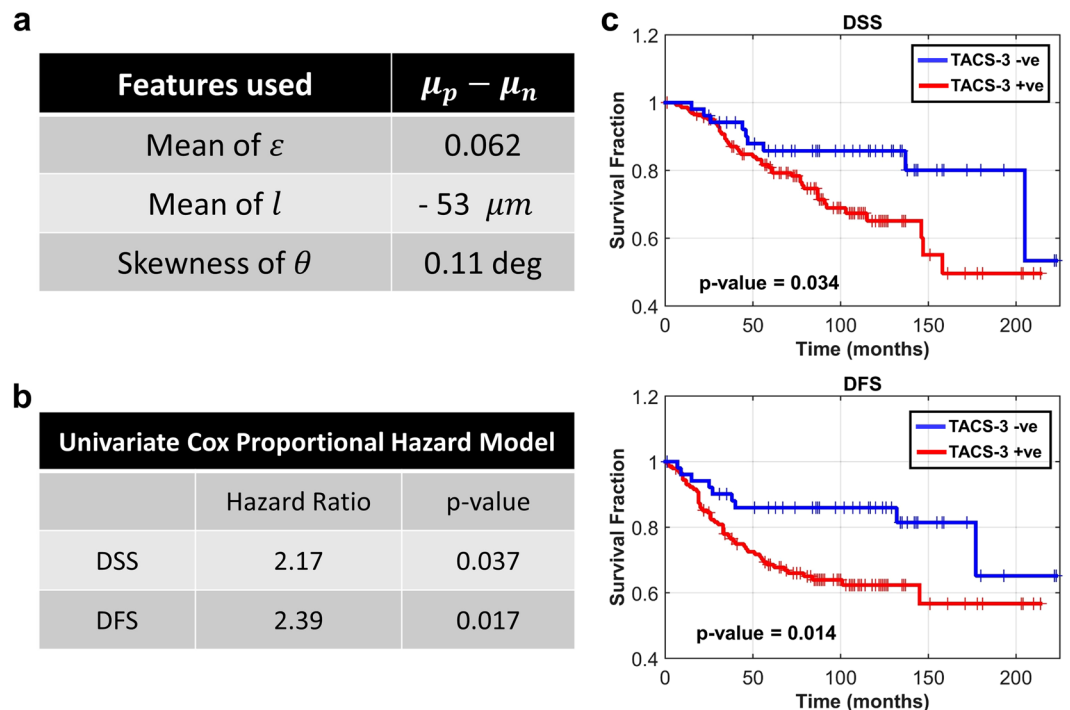 a
Features used μp − μn
Mean of ε 0.062
Mean of l - 53 μm
Skewness of θ 0.11 deg
b
Univariate Cox Proportional Hazard Model
Hazard Ratio p-value
DSS 2.17 0.037
DFS 2.39 0.017
c
DSS
1.2
1
0.8
0.6
0.4
Survival Fraction
TACS-3 -ve
TACS-3 +ve
p-value = 0.034
0 50 100 150 200
Time (months)
DFS
1.2
1
0.8
0.6
0.4
Survival Fraction
TACS-3 -ve
TACS-3 +ve
p-value = 0.014
0 50 100 150 200
Time (months)